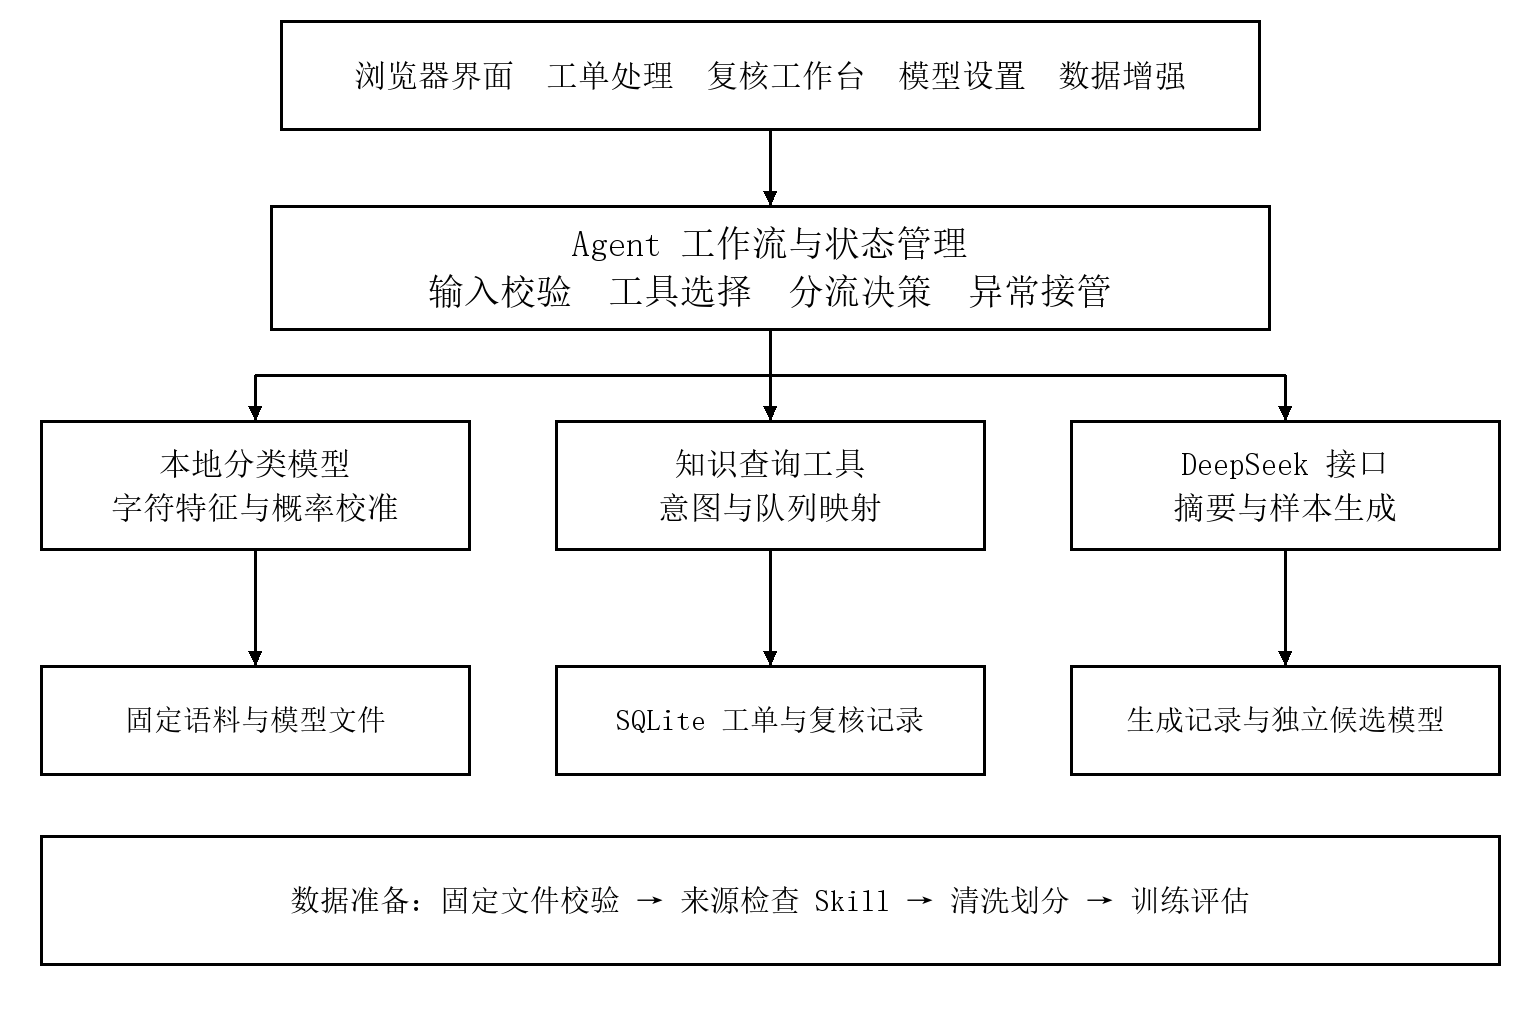 浏览器界面 工单处理 复核工作台 模型设置 数据增强
Agent 工作流与状态管理
输入校验 工具选择 分流决策 异常接管
本地分类模型
字符特征与概率校准
知识查询工具
意图与队列映射
DeepSeek 接口
摘要与样本生成
固定语料与模型文件
SQLite 工单与复核记录
生成记录与独立候选模型
数据准备：固定文件校验 → 来源检查 Skill → 清洗划分 → 训练评估